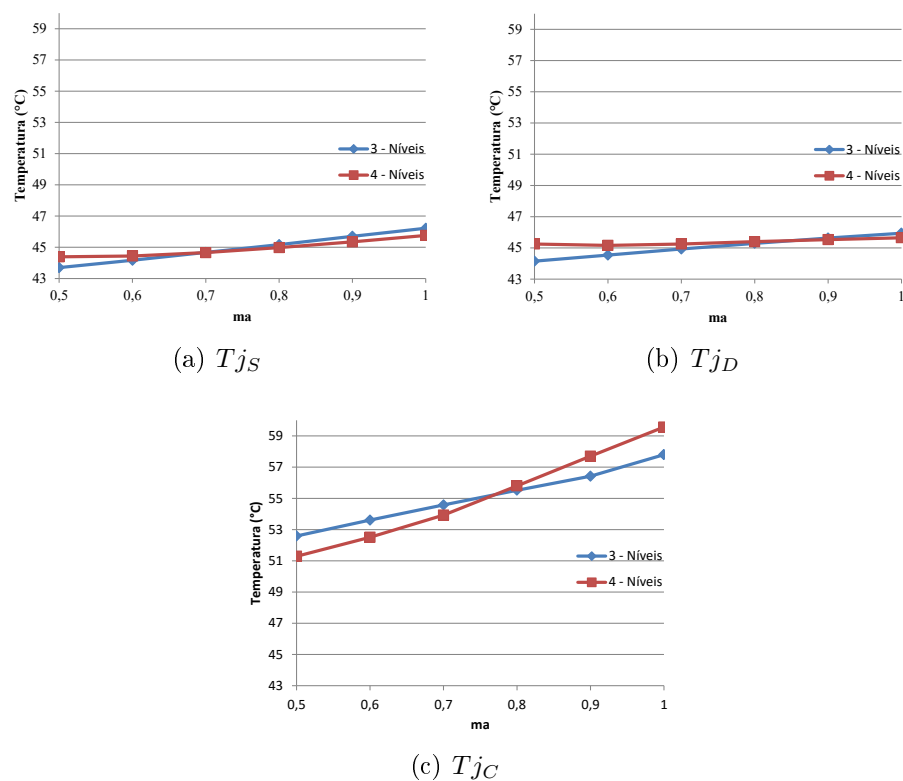 59
57
55
53
51
49
47
45
43
Temperatura (°C)
3 - Níveis
4 - Níveis
0,5 0,6 0,7 0,8 0,9 1
ma
(a) TjS
59
57
55
53
51
49
47
45
43
Temperatura (°C)
3 - Níveis
4 - Níveis
0,5 0,6 0,7 0,8 0,9 1
ma
(b) TjD
59
57
55
53
51
49
47
45
43
Temperatura (°C)
3 - Níveis
4 - Níveis
0,5 0,6 0,7 0,8 0,9 1
ma
(c) TjC